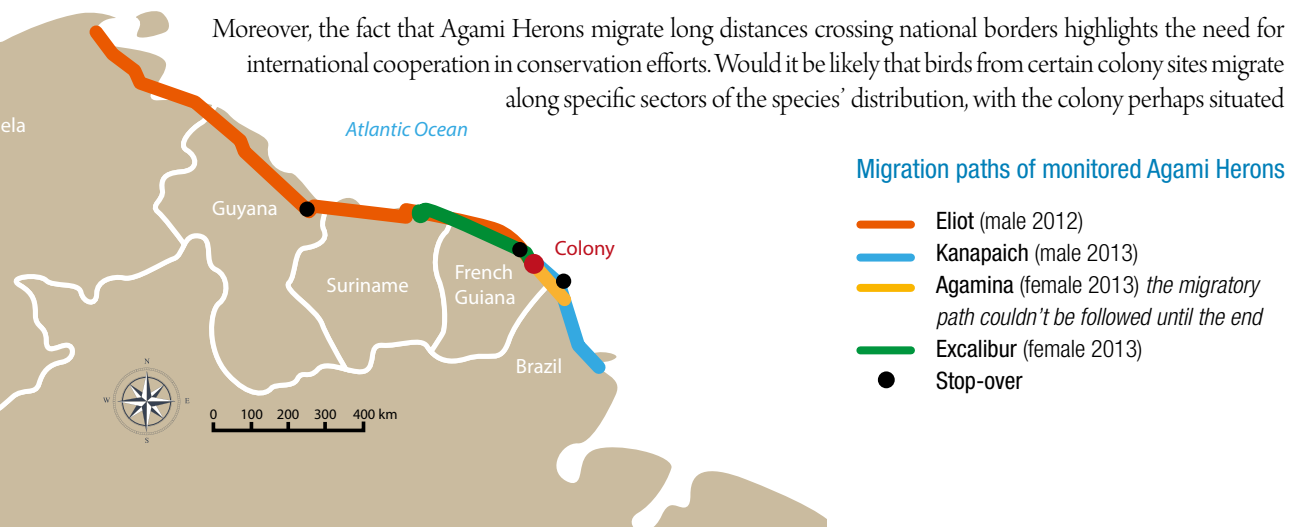 Moreover, the fact that Agami Herons migrate long distances crossing national borders highlights the need for
international cooperation in conservation efforts. Would it be likely that birds from certain colony sites migrate
along specific sectors of the species’ distribution, with the colony perhaps situated
ela
Atlantic Ocean
Guyana
Suriname
French
Guiana
Colony
Brazil
N
W
E
S
0 100 200 300 400 km
Migration paths of monitored Agami Herons
Eliot (male 2012)
Kanapaich (male 2013)
Agamina (female 2013) the migratory
path couldn’t be followed until the end
Excalibur (female 2013)
Stop-over